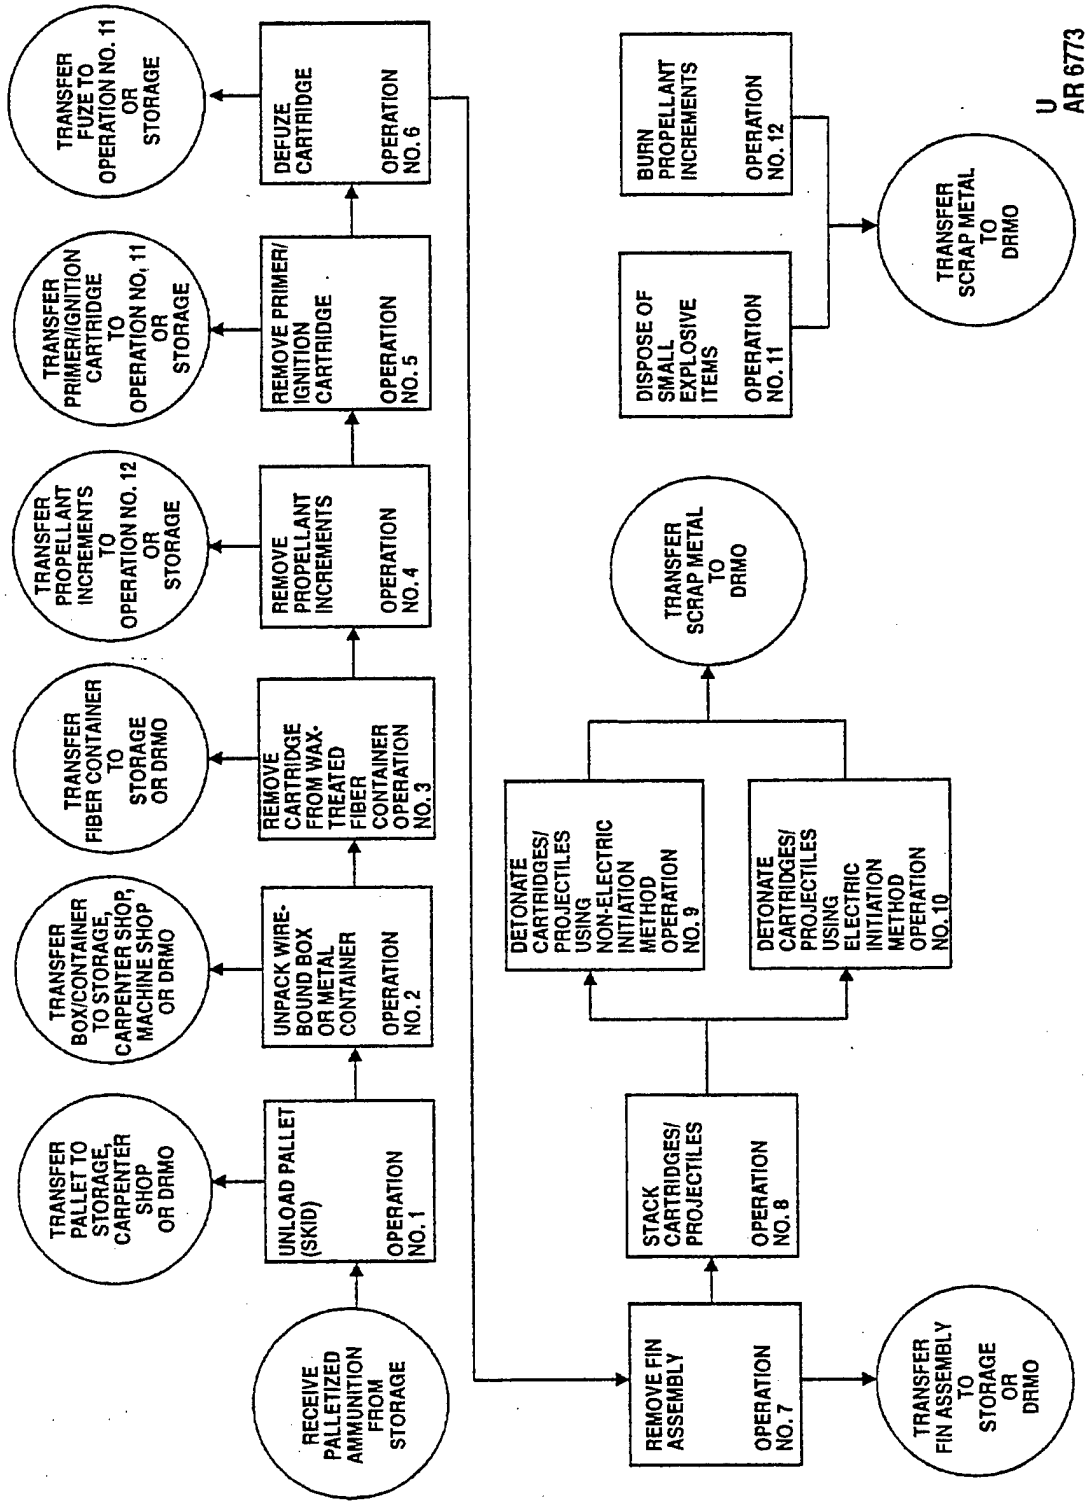 RECEIVE
PALLETIZED
AMMUNITION
FROM
STORAGE
UNLOAD PALLET
(SKID)
OPERATION
NO. 1
TRANSFER
PALLET TO
STORAGE,
CARPENTER
SHOP
OR DRMO
UNPACK WIRE-
BOUND BOX
OR METAL
CONTAINER
OPERATION
NO. 2
TRANSFER
BOX/CONTAINER
TO STORAGE,
CARPENTER SHOP,
MACHINE SHOP
OR DRMO
REMOVE
CARTRIDGE
FROM WAX-
TREATED
FIBER
CONTAINER
OPERATION
NO. 3
TRANSFER
FIBER CONTAINER
TO
STORAGE
OR DRMO
REMOVE
PROPELLANT
INCREMENTS
OPERATION
NO. 4
TRANSFER
PROPELLANT
INCREMENTS
TO
OPERATION NO. 12
OR
STORAGE
REMOVE PRIMER/
IGNITION
CARTRIDGE
OPERATION
NO. 5
TRANSFER
PRIMER/IGNITION
CARTRIDGE
TO
OPERATION NO. 11
OR
STORAGE
DEFUZE
CARTRIDGE
OPERATION
NO. 6
TRANSFER
FUZE TO
OPERATION NO. 11
OR
STORAGE
REMOVE FIN
ASSEMBLY
OPERATION
NO. 7
TRANSFER
FIN ASSEMBLY
TO
STORAGE
OR
DRMO
STACK
CARTRIDGES/
PROJECTILES
OPERATION
NO. 8
DETONATE
CARTRIDGES/
PROJECTILES
USING
NON-ELECTRIC
INITIATION
METHOD
OPERATION
NO. 9
DETONATE
CARTRIDGES/
PROJECTILES
USING
ELECTRIC
INITIATION
METHOD
OPERATION
NO. 10
TRANSFER
SCRAP METAL
TO
DRMO
DISPOSE OF
SMALL
EXPLOSIVE
ITEMS
OPERATION
NO. 11
BURN
PROPELLANT
INCREMENTS
OPERATION
NO. 12
TRANSFER
SCRAP METAL
TO
DRMO
U
AR 6773